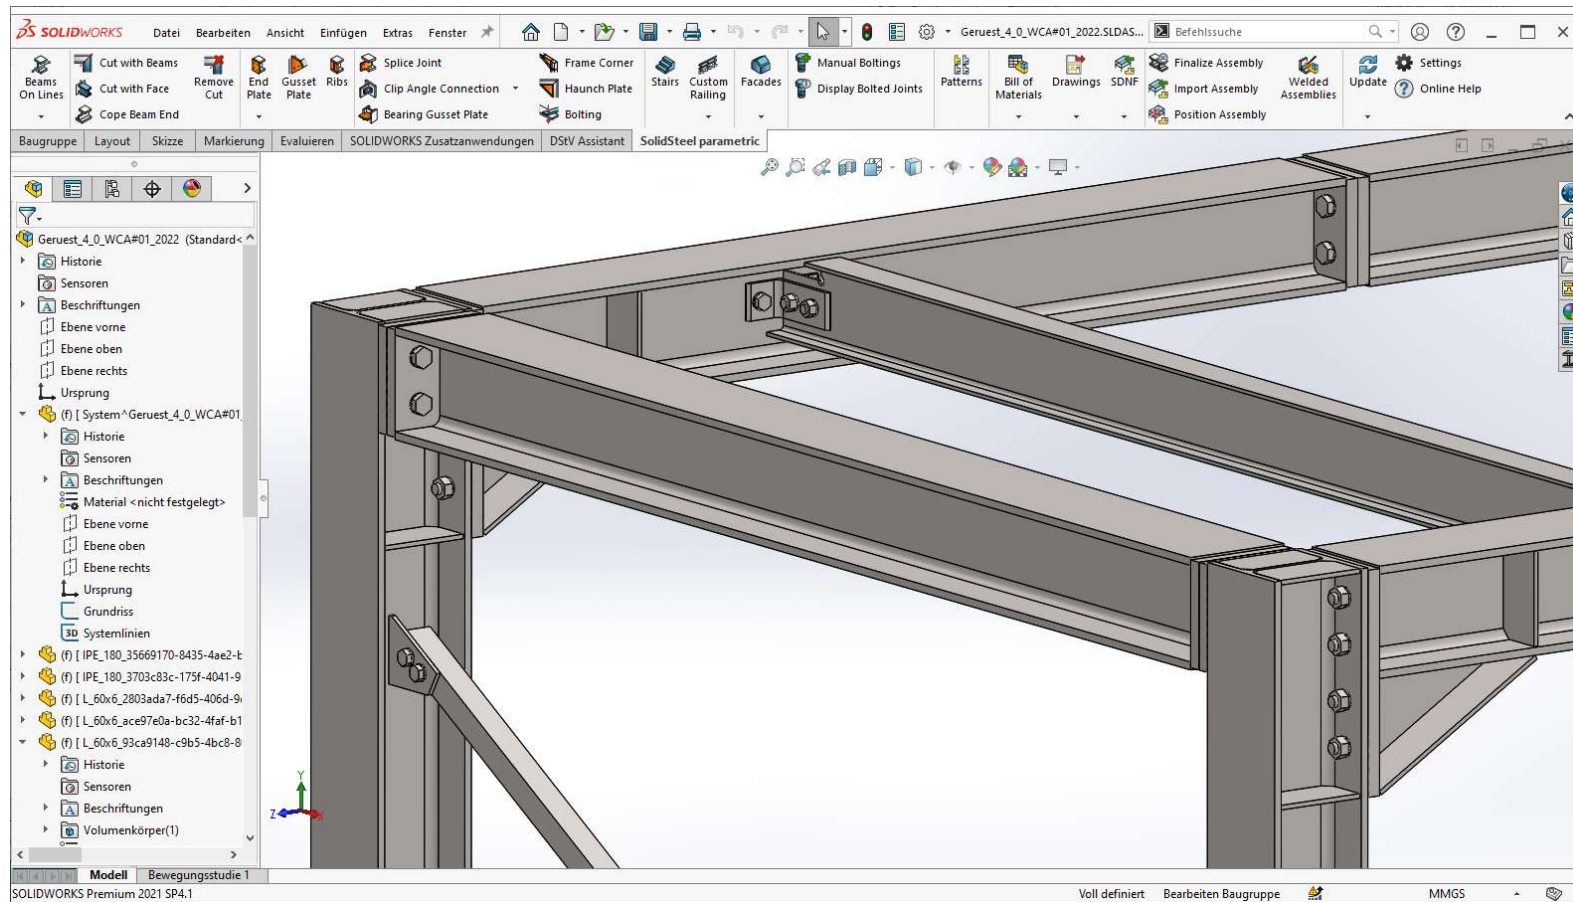 SOLIDWORKS Datei Bearbeiten Ansicht Einfügen Extras Fenster Geruest_4_0_WCA#01_2022.SLDAS... Befehlssuche
Beams On Lines
Cut with Beams
Cut with Face
Cope Beam End
Remove Cut
End Plate
Gusset Plate
Ribs
Splice Joint
Clip Angle Connection
Bearing Gusset Plate
Frame Corner
Haunch Plate
Bolting
Stairs
Custom Railing
Facades
Manual Boltings
Display Bolted Joints
Patterns
Bill of Materials
Drawings
SDNF
Finalize Assembly
Import Assembly
Position Assembly
Welded Assemblies
Update
Settings
Online Help
Baugruppe Layout Skizze Markierung Evaluieren SOLIDWORKS Zusatzanwendungen DStV Assistant SolidSteel parametric
Geruest_4_0_WCA#01_2022 (Standard<
Historie
Sensoren
Beschriftungen
Ebene vorne
Ebene oben
Ebene rechts
Ursprung
(f) [ System^Geruest_4_0_WCA#01_
Historie
Sensoren
Beschriftungen
Material <nicht festgelegt>
Ebene vorne
Ebene oben
Ebene rechts
Ursprung
Grundriss
3D Systemlinien
(f) [ IPE_180_35669170-8435-4ae2-b
(f) [ IPE_180_3703c83c-175f-4041-9
(f) [ L_60x6_2803ada7-f6d5-406d-9
(f) [ L_60x6_ace97e0a-bc32-4faf-b1
(f) [ L_60x6_93ca9148-c9b5-4bc8-8
Historie
Sensoren
Beschriftungen
Volumenkörper(1)
Y
Z
X
Modell Bewegungsstudie 1
SOLIDWORKS Premium 2021 SP4.1 Voll definiert Bearbeiten Baugruppe MMGS